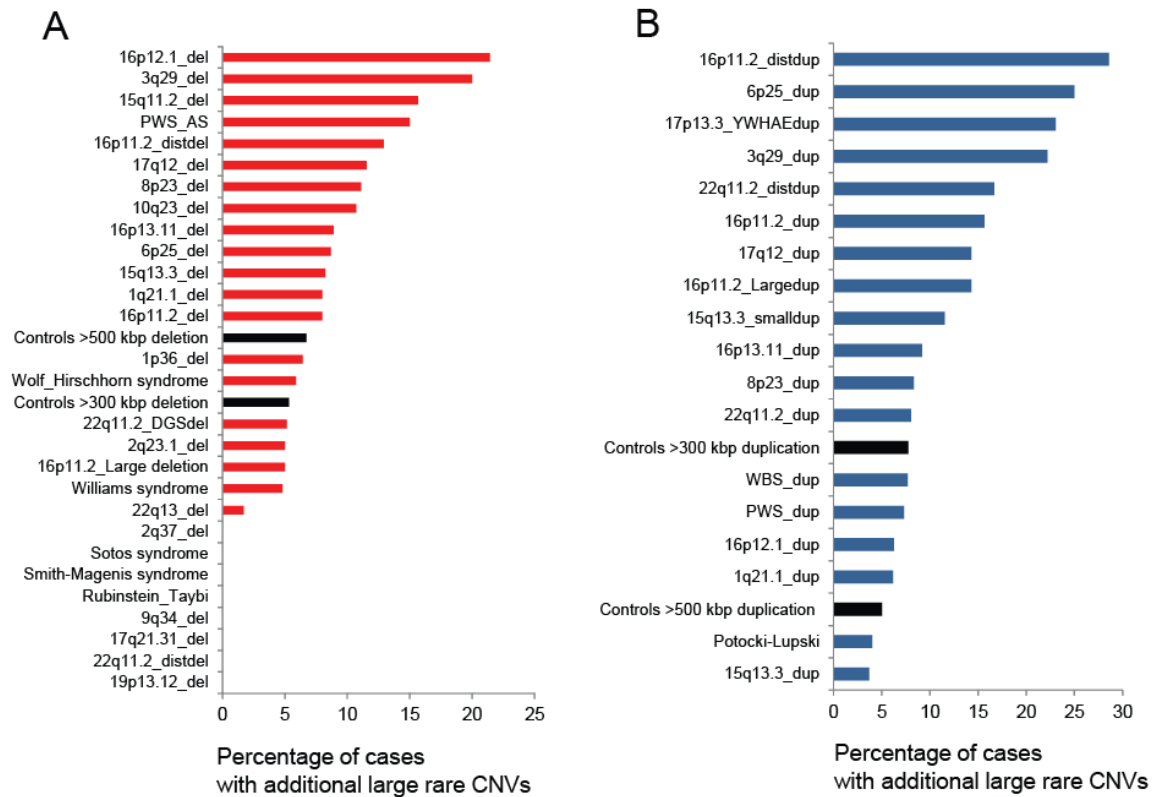 A
16p12.1_del
3q29_del
15q11.2_del
PWS_AS
16p11.2_distdel
17q12_del
8p23_del
10q23_del
16p13.11_del
6p25_del
15q13.3_del
1q21.1_del
16p11.2_del
Controls >500 kbp deletion
1p36_del
Wolf_Hirschhorn syndrome
Controls >300 kbp deletion
22q11.2_DGSdel
2q23.1_del
16p11.2_Large deletion
Williams syndrome
22q13_del
2q37_del
Sotos syndrome
Smith-Magenis syndrome
Rubinstein_Taybi
9q34_del
17q21.31_del
22q11.2_distdel
19p13.12_del
0 5 10 15 20 25
Percentage of cases
with additional large rare CNVs
B
16p11.2_distdup
6p25_dup
17p13.3_YWHAEdup
3q29_dup
22q11.2_distdup
16p11.2_dup
17q12_dup
16p11.2_Largedup
15q13.3_smalldup
16p13.11_dup
8p23_dup
22q11.2_dup
Controls >300 kbp duplication
WBS_dup
PWS_dup
16p12.1_dup
1q21.1_dup
Controls >500 kbp duplication
Potocki-Lupski
15q13.3_dup
0 5 10 15 20 25 30
Percentage of cases
with additional large rare CNVs